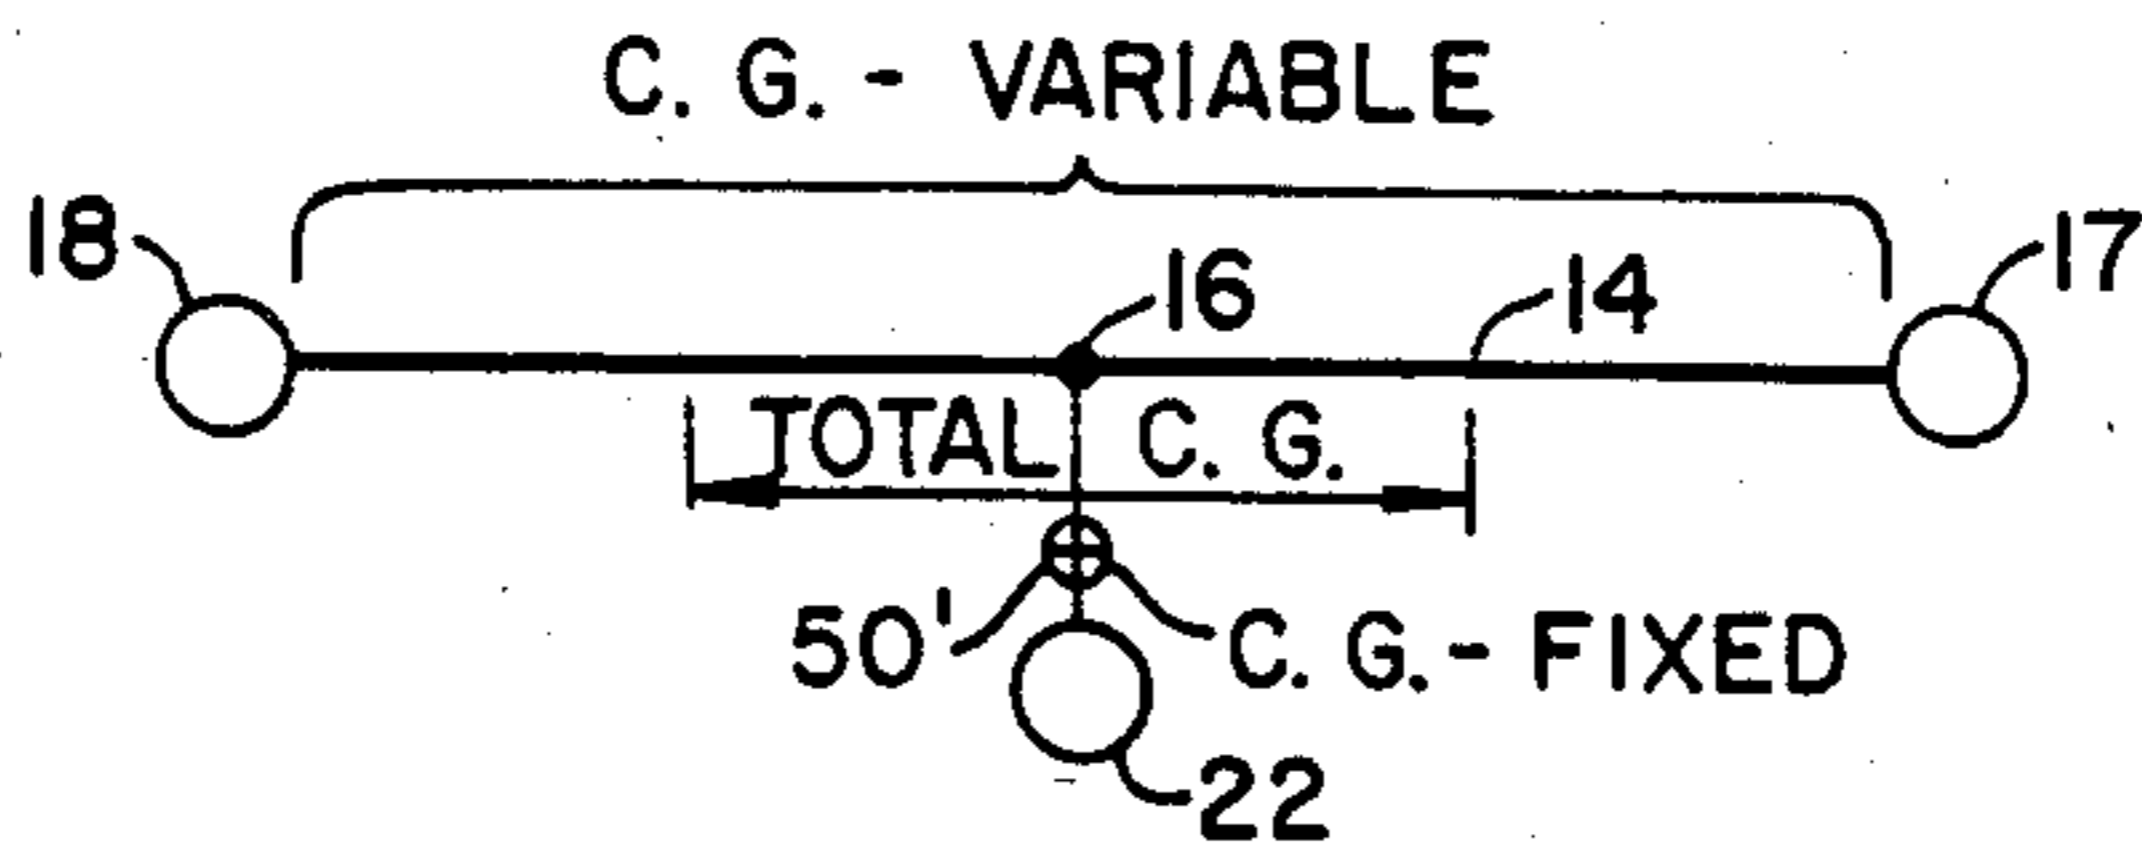 C. G. - VARIABLE
18
17
16
14
TOTAL C. G.
50'
C. G. - FIXED
22